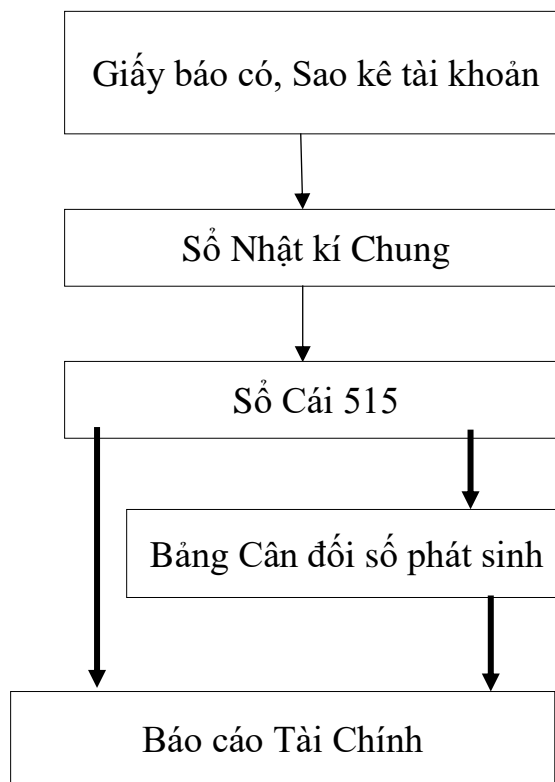 Giấy báo có, Sao kê tài khoản
Sổ Nhật kí Chung
Sổ Cái 515
Bảng Cân đối số phát sinh
Báo cáo Tài Chính